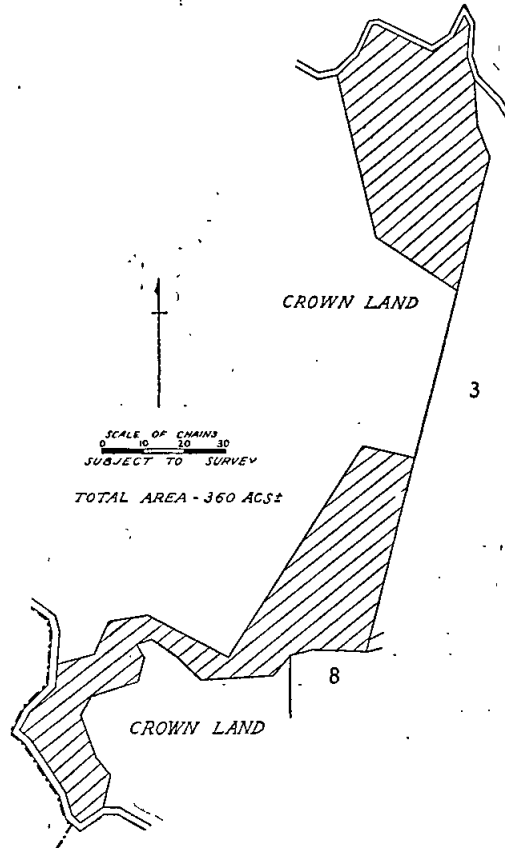 CROWN LAND
3
SCALE OF CHAINS
0 10 20 30
SUBJECT TO SURVEY
TOTAL AREA - 360 ACS±
8
CROWN LAND